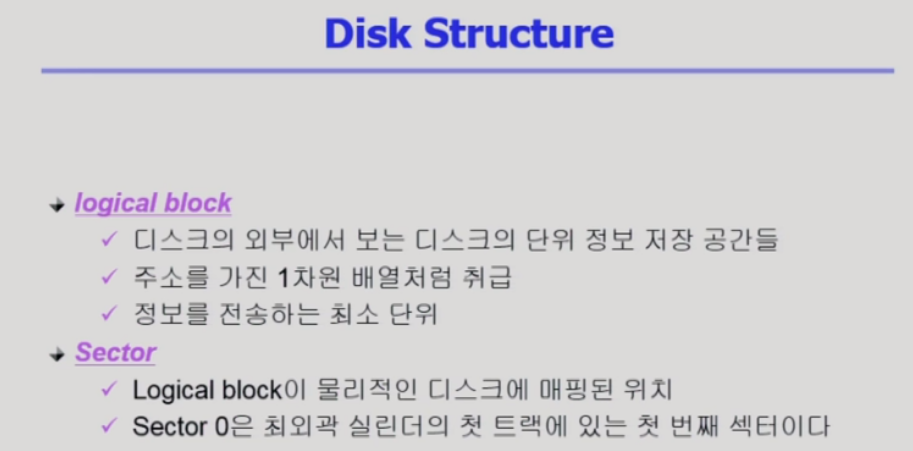 Disk Structure
logical block
디스크의 외부에서 보는 디스크의 단위 정보 저장 공간들
주소를 가진 1차원 배열처럼 취급
정보를 전송하는 최소 단위
Sector
Logical block이 물리적인 디스크에 매핑된 위치
Sector 0은 최외곽 실린더의 첫 트랙에 있는 첫 번째 섹터이다